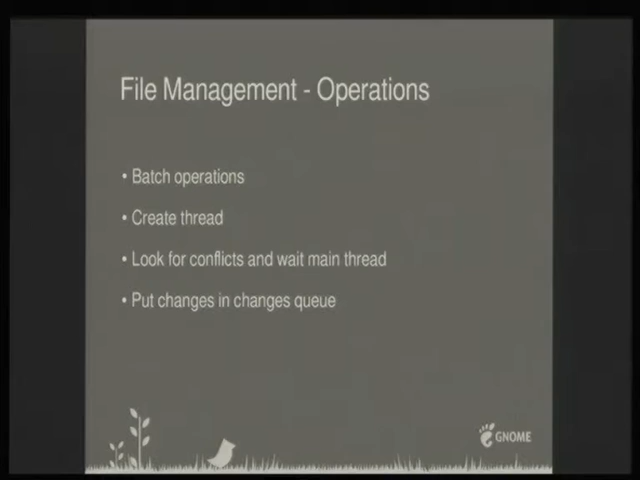 File Management - Operations
• Batch operations
• Create thread
• Look for conflicts and wait main thread
• Put changes in changes queue
GNOME